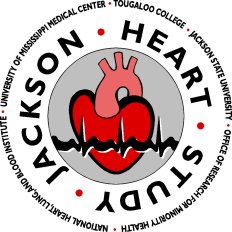 UNIVERSITY OF MISSISSIPPI MEDICAL CENTER • TOUGALOO COLLEGE • JACKSON STATE UNIVERSITY • OFFICE OF RESEARCH FOR MINORITY HEALTH • NATIONAL HEART LUNG AND BLOOD INSTITUTE •
JACKSON • HEART • STUDY •